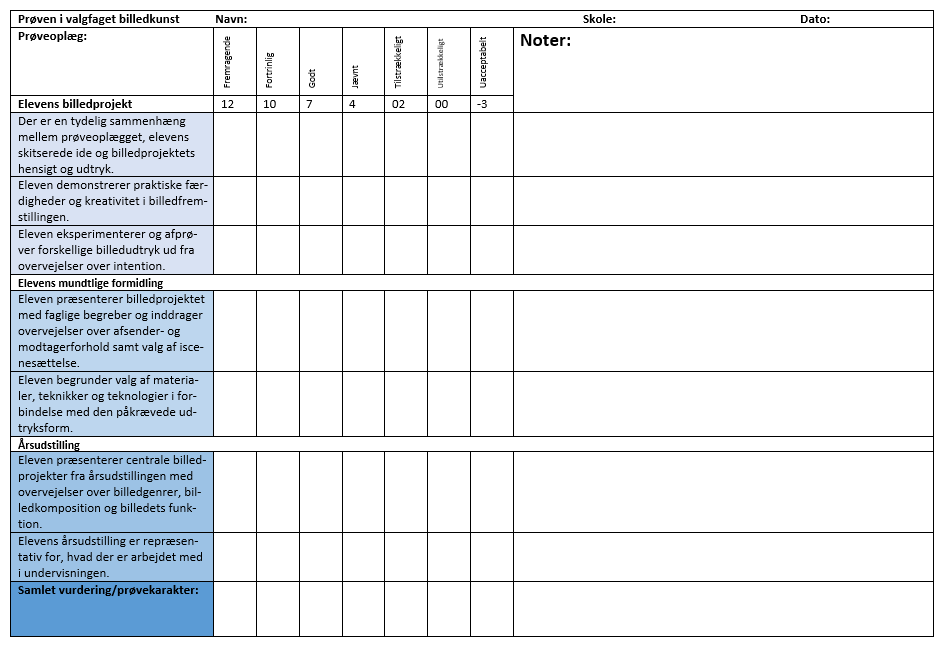 Prøven i valgfaget billedkunst Navn: Skole: Dato:
Prøveoplæg: Fremragende Fortrinlig Godt Jævnt Tilstrækkeligt Utilstrækkeligt Uacceptabelt Noter:
Elevens billedprojekt 12 10 7 4 02 00 -3
Der er en tydelig sammenhæng
mellem prøveoplægget, elevens
skitserede ide og billedprojektets
hensigt og udtryk.
Eleven demonstrerer praktiske fær-
digheder og kreativitet i billedfrem-
stillingen.
Eleven eksperimenterer og afprø-
ver forskellige billedudtryk ud fra
overvejelser over intention.
Elevens mundtlige formidling
Eleven præsenterer billedprojektet
med faglige begreber og inddrager
overvejelser over afsender- og
modtagerforhold samt valg af isce-
nesættelse.
Eleven begrunder valg af materia-
ler, teknikker og teknologier i for-
bindelse med den påkrævede ud-
tryksform.
Årsudstilling
Eleven præsenterer centrale billed-
projekter fra årsudstillingen med
overvejelser over billedgenrer, bil-
ledkomposition og billedets funk-
tion.
Elevens årsudstilling er repræsen-
tativ for, hvad der er arbejdet med
i undervisningen.
Samlet vurdering/prøvekarakter: